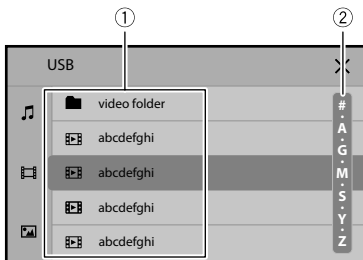 ① ②
USB
video folder
abcdefghi
abcdefghi
abcdefghi
abcdefghi
#
·
A
·
G
·
M
·
S
·
Y
·
Z